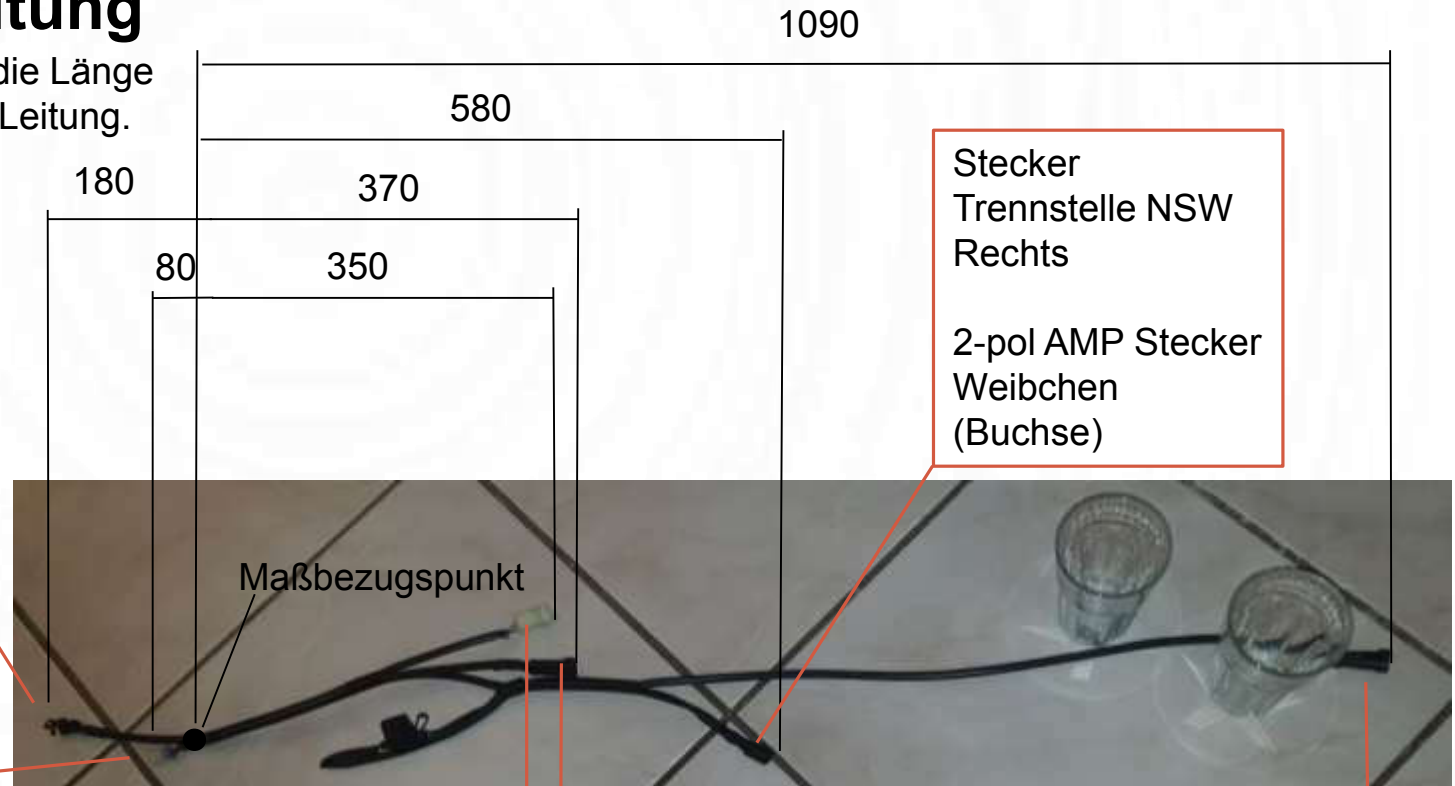 die Länge
Leitung.
1090
580
180
370
80
350
Stecker
Trennstelle NSW
Rechts
2-pol AMP Stecker
Weibchen
(Buchse)
Maßbezugspunkt